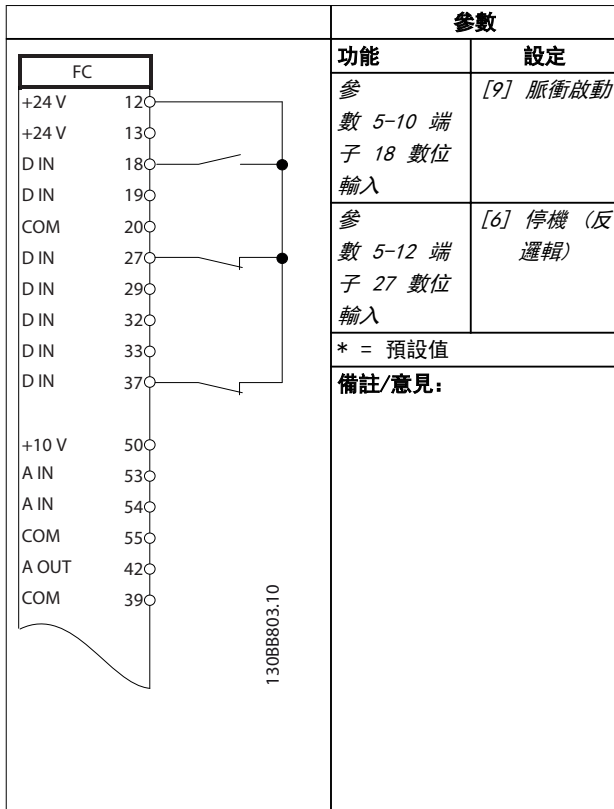 FC
+24 V 12
+24 V 13
D IN 18
D IN 19
COM 20
D IN 27
D IN 29
D IN 32
D IN 33
D IN 37
+10 V 50
A IN 53
A IN 54
COM 55
A OUT 42
COM 39
130BB803.10
參數
功能 設定
參 [9] 脈衝啟動
數 5-10 端
子 18 數位
輸入
參 [6] 停機 (反
數 5-12 端 邏輯)
子 27 數位
輸入
* = 預設值
備註/意見：